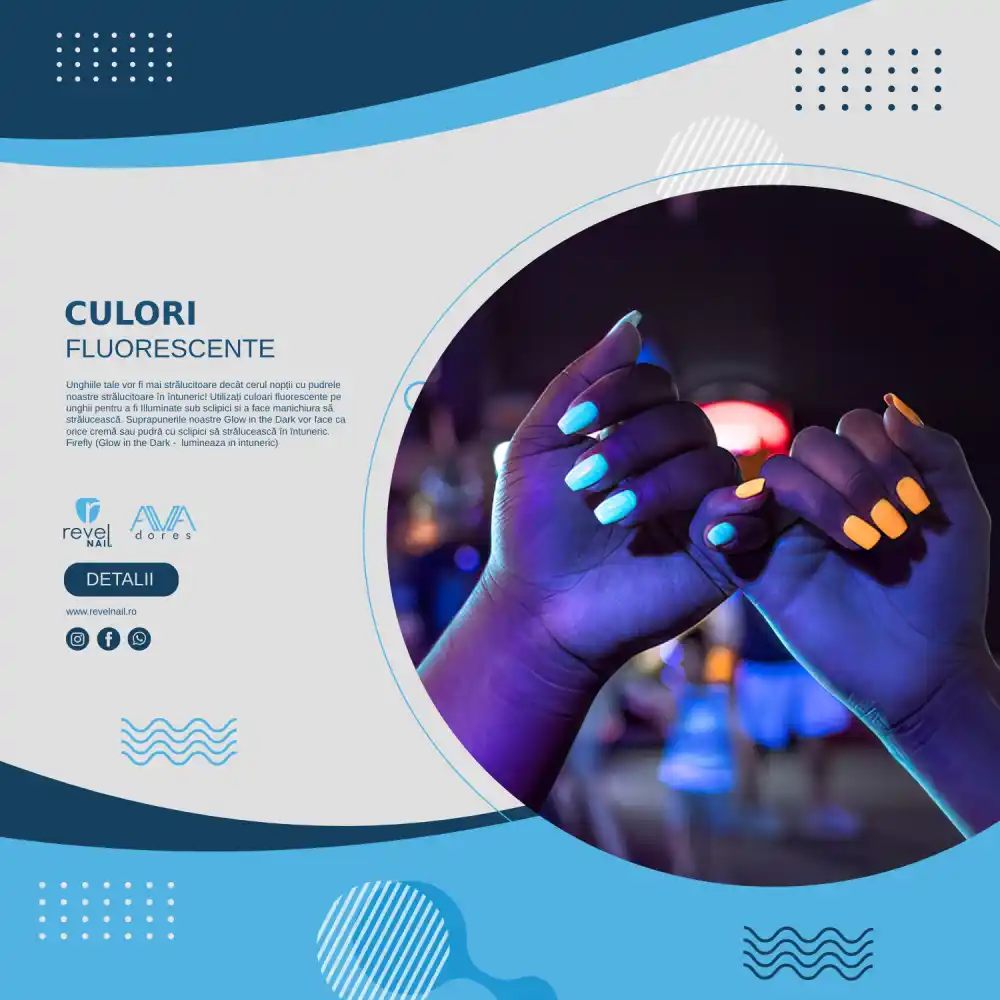 CULORI
FLUORESCENTE
Unghiile tale vor fi mai strălucitoare decât cerul nopții cu pudrele
noastre strălucitoare în întuneric! Utilizați culoari fluorescente pe
unghii pentru a fi Illuminate sub sclipici si a face manichiura să
strălucească. Suprapunerile noastre Glow in the Dark vor face ca
orice cremă sau pudră cu sclipici să strălucească în întuneric.
Firefly (Glow in the Dark - lumineaza in intuneric)
revel
NAIL
AVA
dores
DETALII
www.revelnail.ro